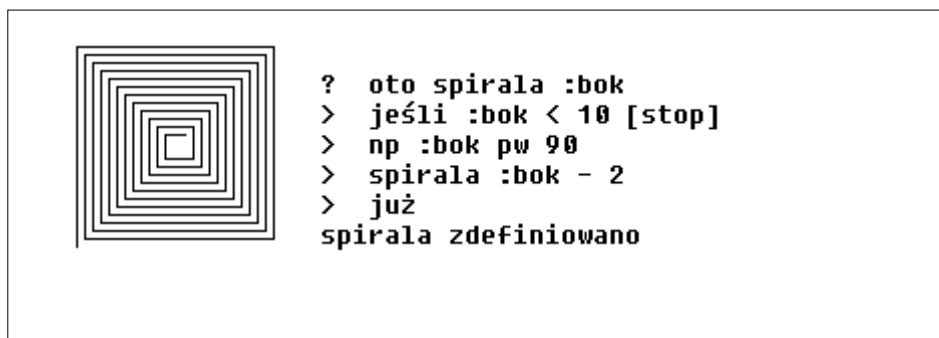 ? oto spirala :bok
> jeśli :bok < 10 [stop]
> np :bok pw 90
> spirala :bok - 2
> już
spirala zdefiniowano